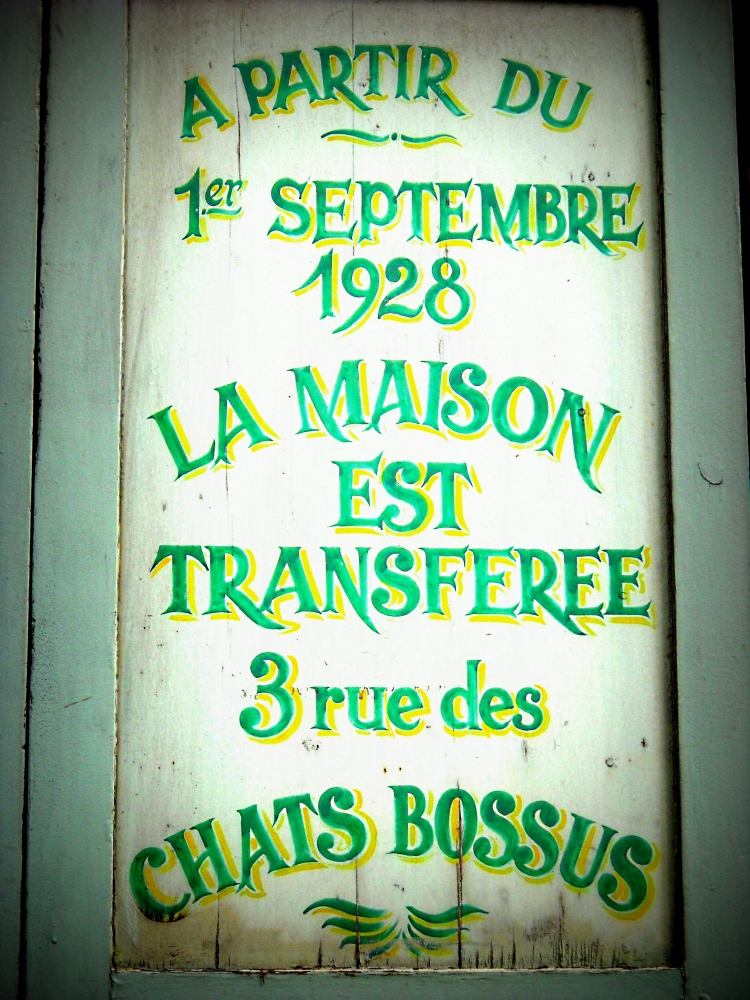 A PARTIR DU
1er SEPTEMBRE
1928
LA MAISON
EST
TRANSFEREE
3 rue des
CHATS BOSSUS